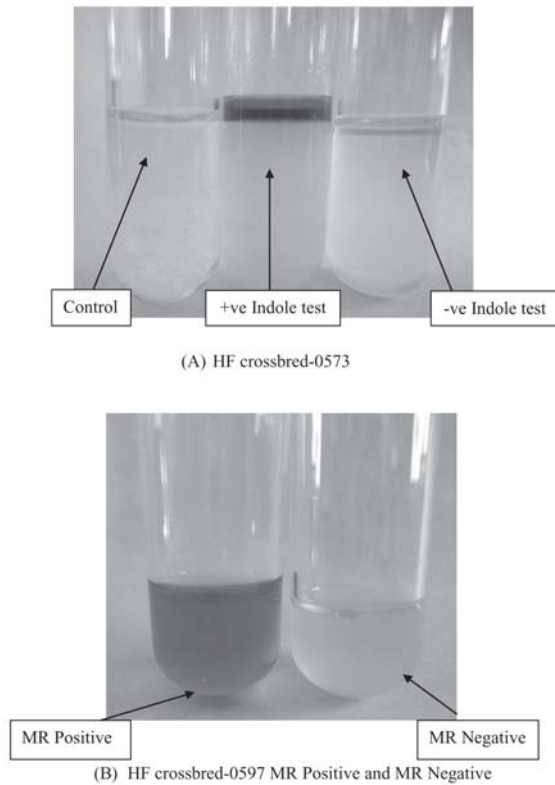 Control
+ve Indole test
-ve Indole test
(A) HF crossbred-0573
MR Positive
MR Negative
(B) HF crossbred-0597 MR Positive and MR Negative